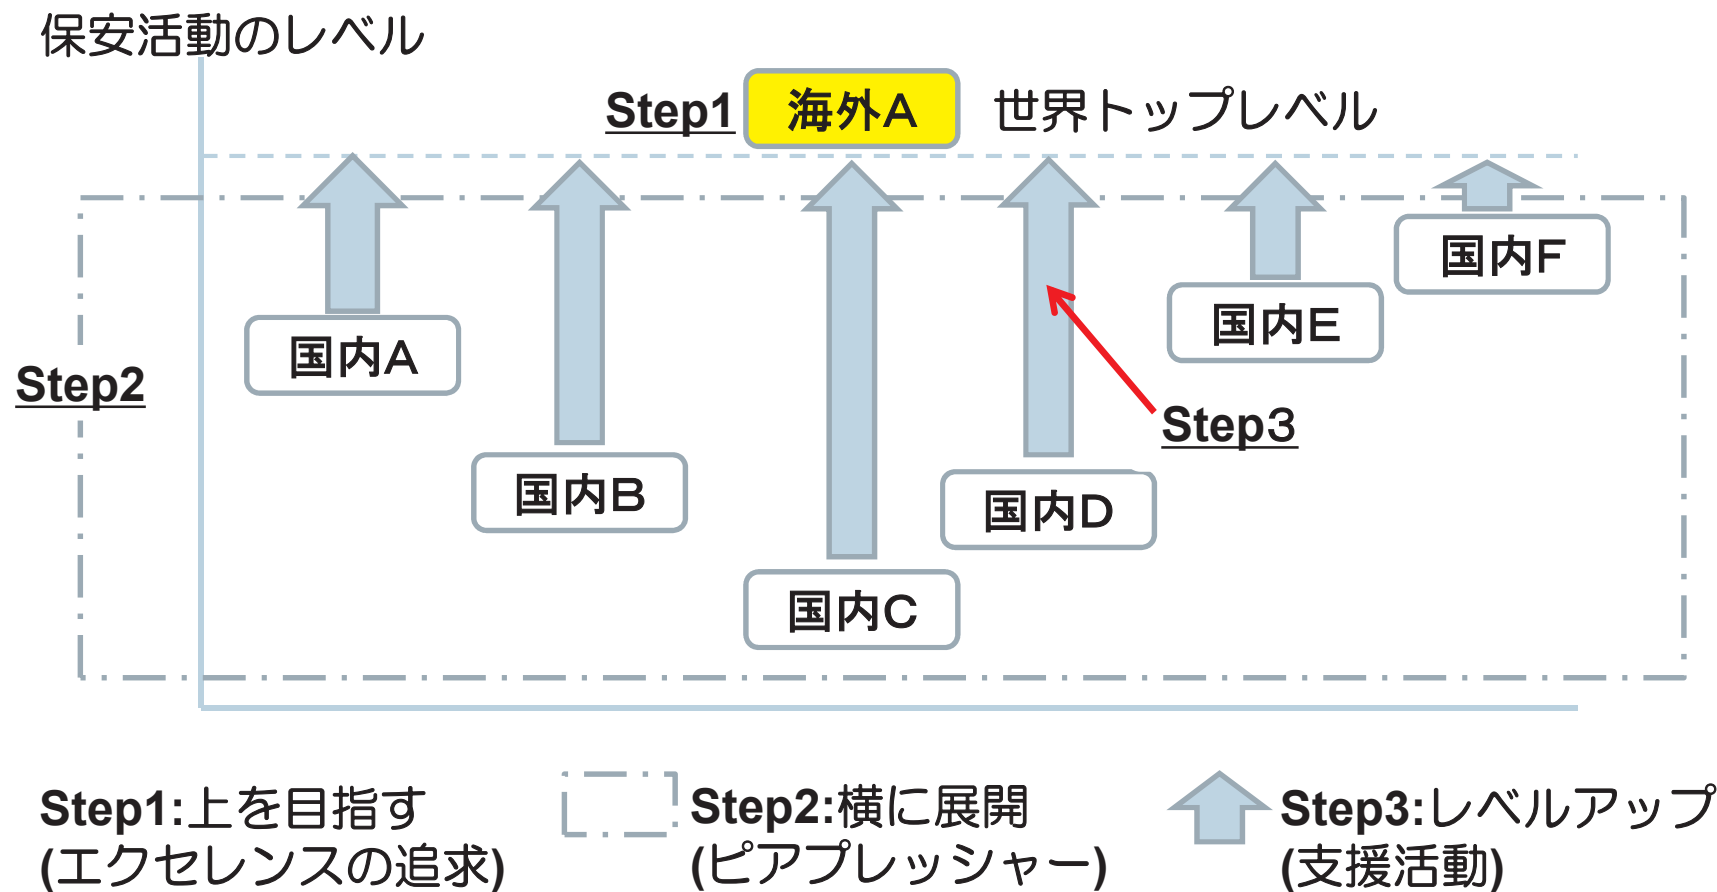 保安活動のレベル
Step1 海外A 世界トップレベル
国内F
国内E
国内A
Step2
Step3
国内B
国内D
国内C
Step1:上を目指す
(エクセレンスの追求)
Step2:横に展開
(ピアプレッシャー)
Step3:レベルアップ
(支援活動)